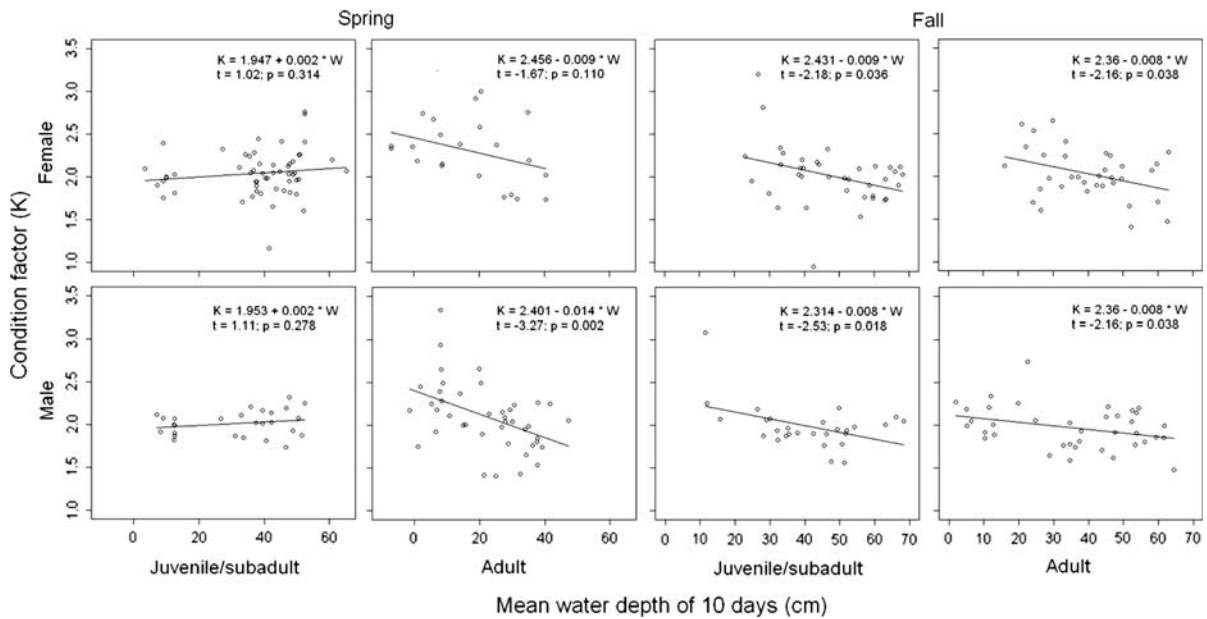 Spring
Fall
Condition factor (K)
Female
Male
3.5
3.0
2.5
2.0
1.5
1.0
K = 1.947 + 0.002 * W
t = 1.02; p = 0.314
K = 2.456 - 0.009 * W
t = -1.67; p = 0.110
K = 2.431 - 0.009 * W
t = -2.18; p = 0.036
K = 2.36 - 0.008 * W
t = -2.16; p = 0.038
3.5
3.0
2.5
2.0
1.5
1.0
K = 1.953 + 0.002 * W
t = 1.11; p = 0.278
K = 2.401 - 0.014 * W
t = -3.27; p = 0.002
K = 2.314 - 0.008 * W
t = -2.53; p = 0.018
K = 2.36 - 0.008 * W
t = -2.16; p = 0.038
0 20 40 60
0 20 40 60
0 10 20 30 40 50 60 70
0 10 20 30 40 50 60 70
Juvenile/subadult
Adult
Juvenile/subadult
Adult
Mean water depth of 10 days (cm)